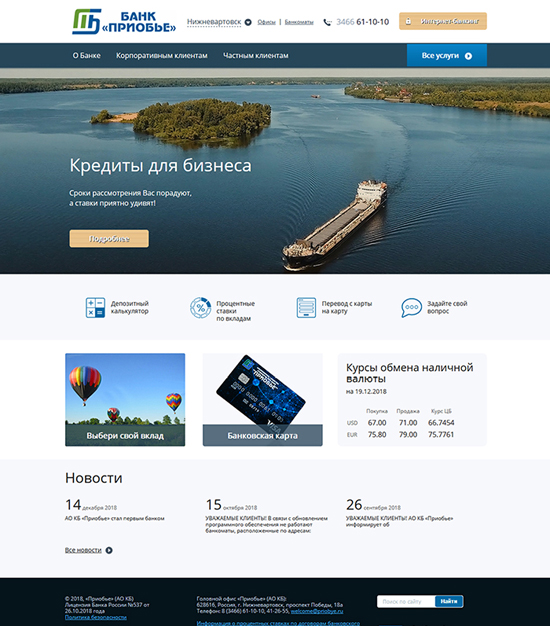 БАНК
«ПРИОБЬЕ»
Нижневартовск Офисы | Банкоматы 3466 61-10-10 Интернет-банкинг
О Банке Корпоративным клиентам Частным клиентам Все услуги
Кредиты для бизнеса
Сроки рассмотрения Вас порадуют,
а ставки приятно удивят!
Подробнее
Депозитный
калькулятор
Процентные
ставки
по вкладам
Перевод с карты
на карту
Задайте свой
вопрос
Выбери свой вклад
"ПРИОБЬЕ"
VISA
Банковская карта
Курсы обмена наличной
валюты
на 19.12.2018
Покупка Продажа Курс ЦБ
USD 67.00 71.00 66.7454
EUR 75.80 79.00 75.7761
Новости
14 декабря 2018
АО КБ «Приобье» стал первым банком
15 октября 2018
УВАЖАЕМЫЕ КЛИЕНТЫ! В связи с обновлением
программного обеспечения не работают
банкоматы, расположенные по адресам:
26 сентября 2018
УВАЖАЕМЫЕ КЛИЕНТЫ! АО КБ «Приобье»
информирует об
Все новости
© 2018, «Приобье» (АО КБ)
Лицензия Банка России №537 от
26.10.2018 года
Политика безопасности
Головной офис «Приобье» (АО КБ):
628616, Россия, г. Нижневартовск, проспект Победы, 18а
Телефон: 8 (3466) 61-10-10, 41-26-55, welcome@priobye.ru
Информация о процентных ставках по договорам банковского
Поиск по сайту Найти